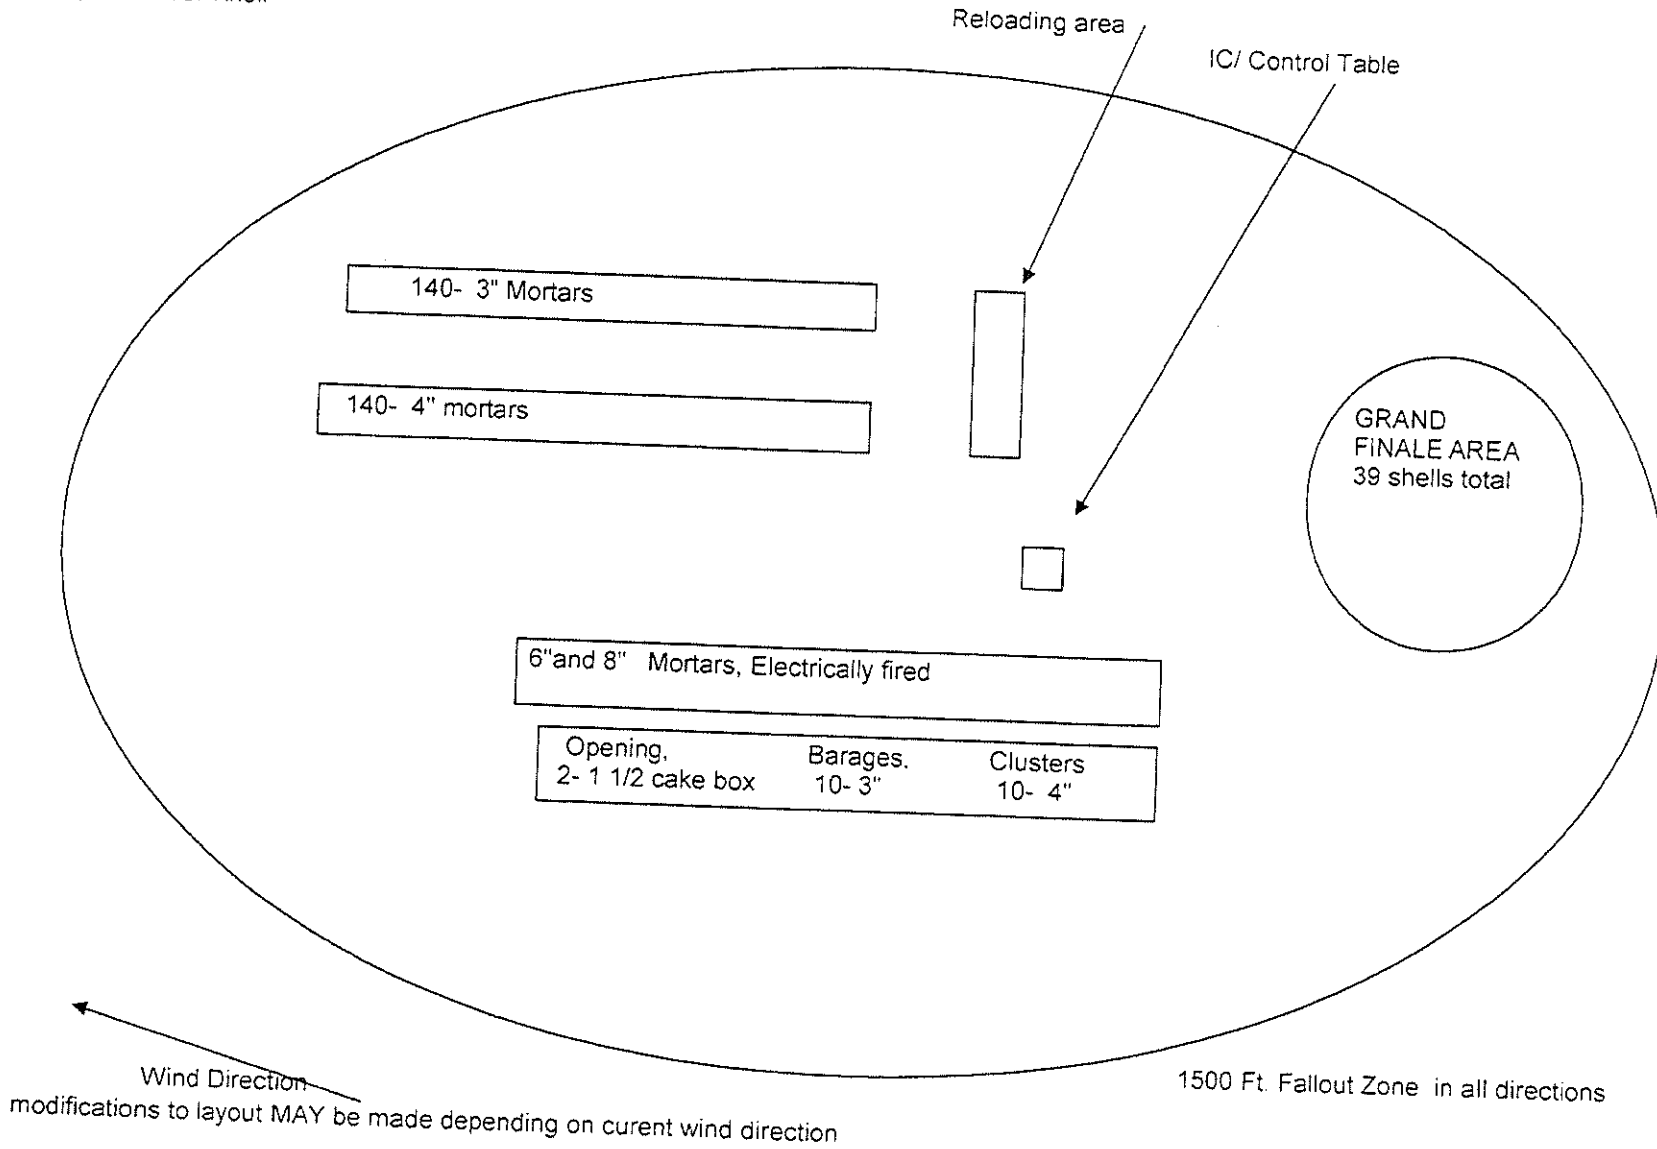 Reloading area
IC/ Control Table
140- 3" Mortars
140- 4" mortars
GRAND
FINALE AREA
39 shells total
6"and 8" Mortars, Electrically fired
Opening, Barages. Clusters
2- 1 1/2 cake box 10- 3" 10- 4"
Wind Direction
1500 Ft. Fallout Zone in all directions
modifications to layout MAY be made depending on curent wind direction